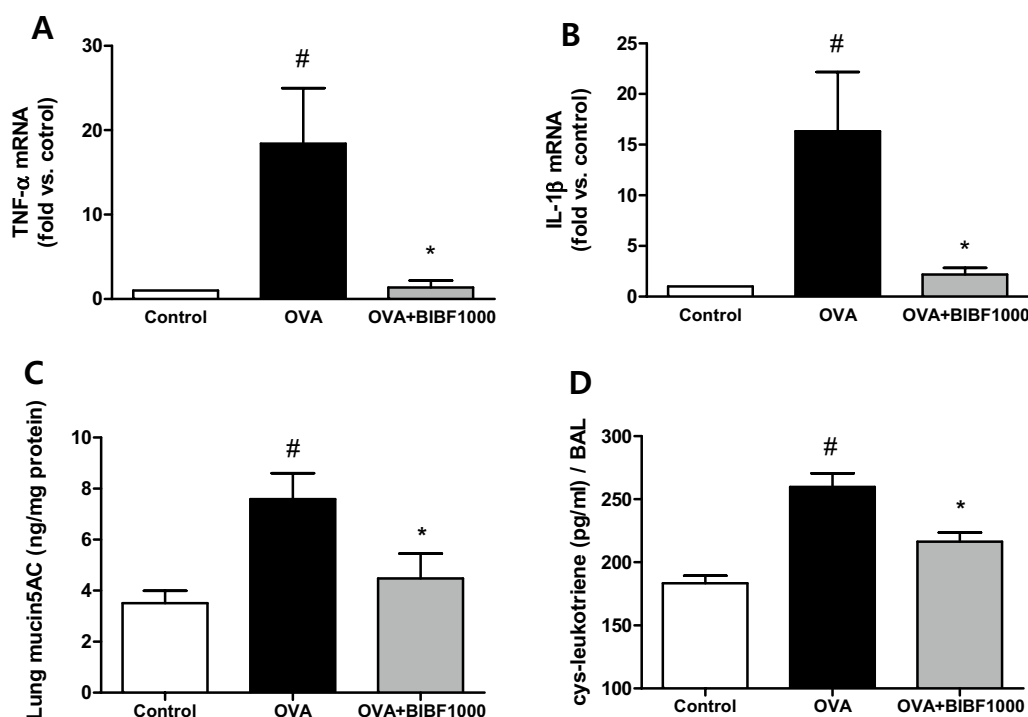 A
TNF-α mRNA
(fold vs. cotrol)
30
20
10
0
#
*
Control
OVA
OVA+BIBF1000
B
IL-1β mRNA
(fold vs. control)
25
20
15
10
5
0
#
*
Control
OVA
OVA+BIBF1000
C
Lung mucin5AC (ng/mg protein)
10
8
6
4
2
0
#
*
Control
OVA
OVA+BIBF1000
D
cys-leukotriene (pg/ml) / BAL
300
250
200
150
100
#
*
Control
OVA
OVA+BIBF1000